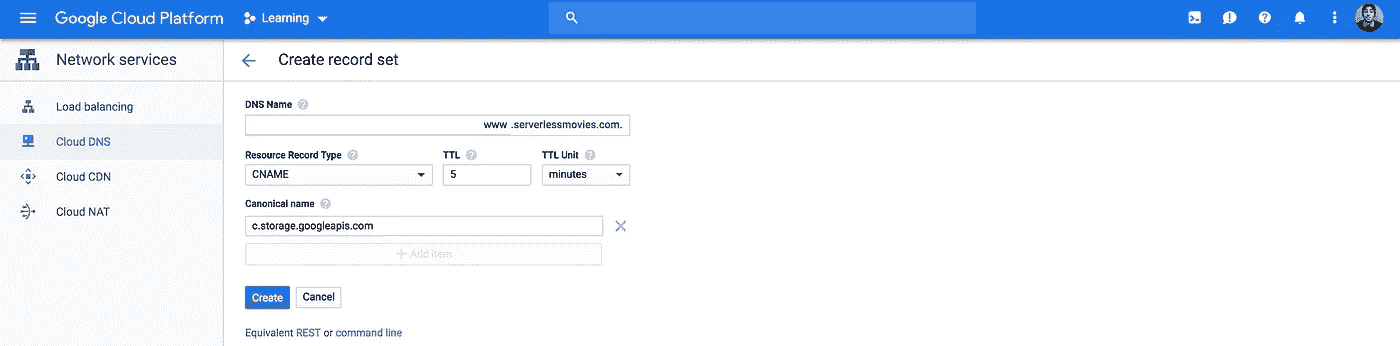 Google Cloud Platform Learning
Network services
Create record set
Load balancing
Cloud DNS
Cloud CDN
Cloud NAT
DNS Name
www .serverlessmovies.com.
Resource Record Type TTL TTL Unit
CNAME 5 minutes
Canonical name
c.storage.googleapis.com
Add item
Create Cancel
Equivalent REST or command line